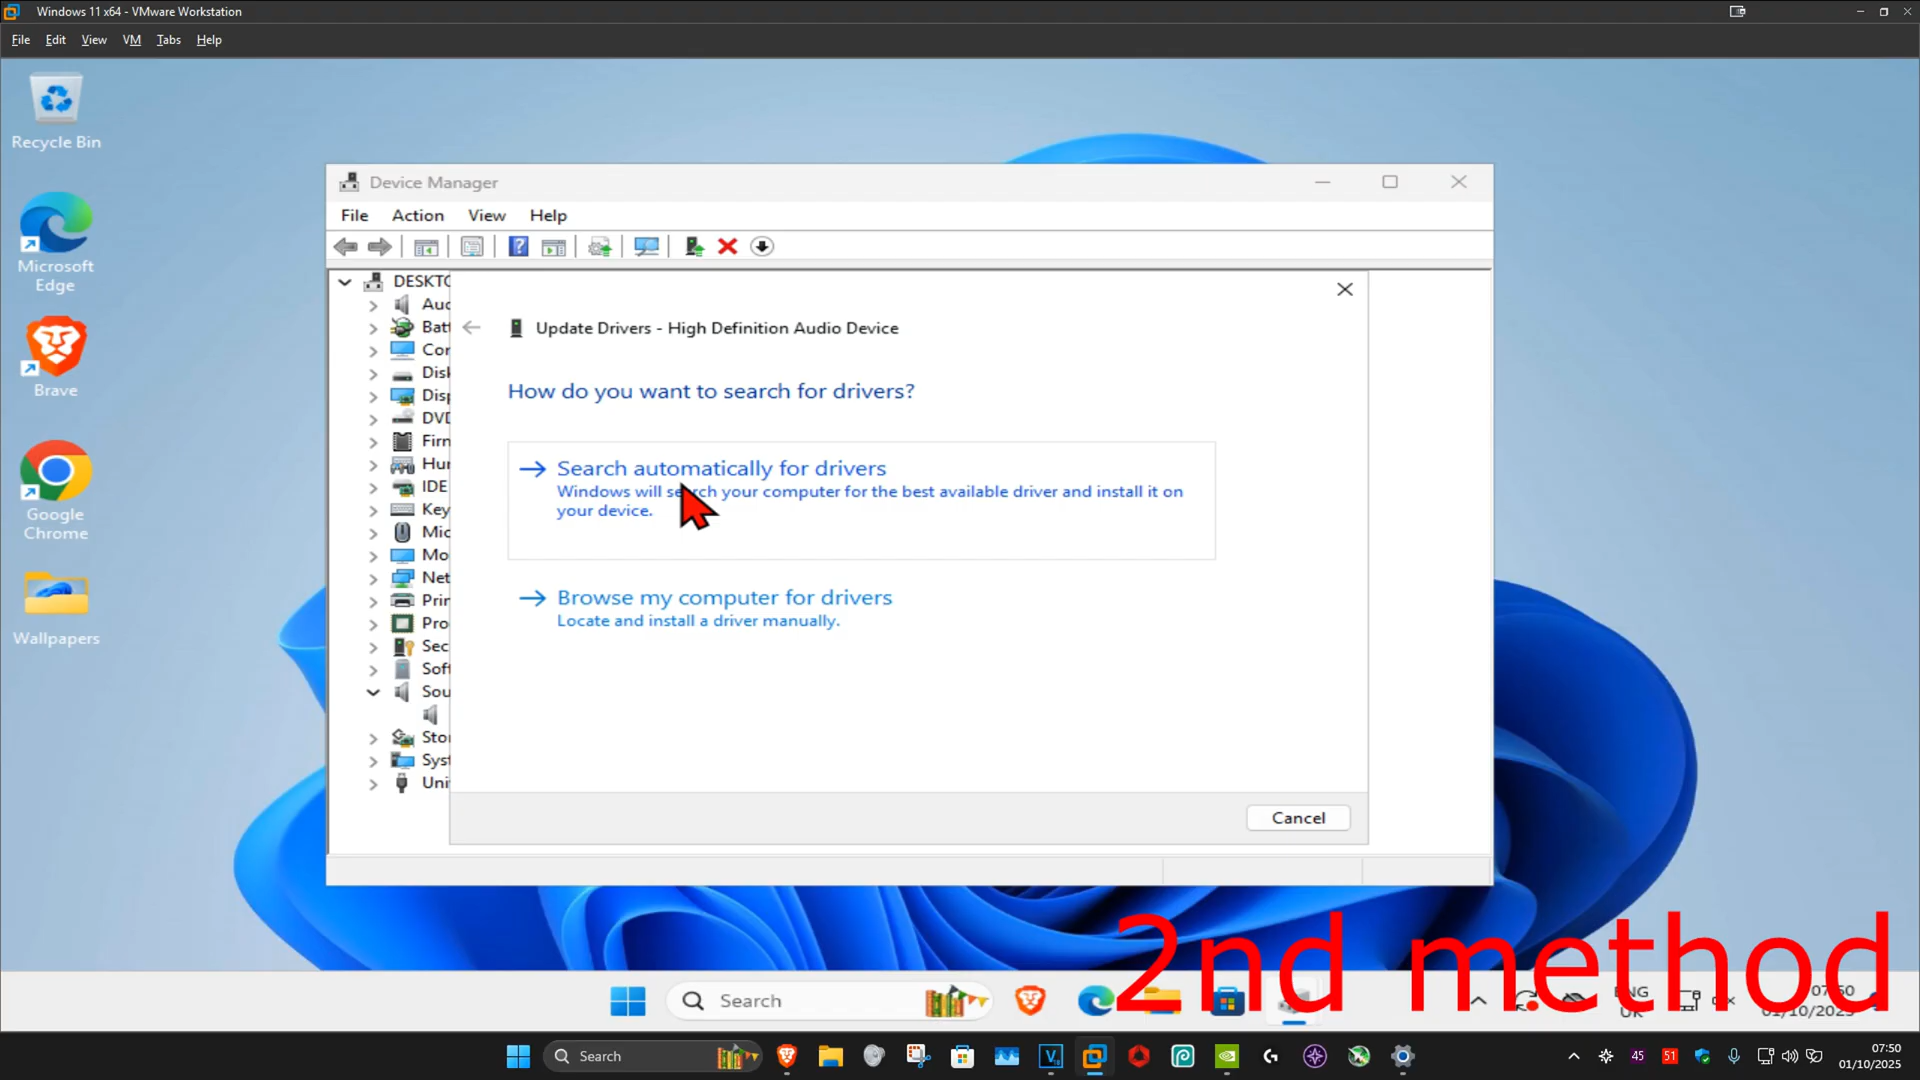 Windows 11 x64 - VMware Workstation
File Edit View VM Tabs Help
Recycle Bin
Microsoft
Edge
Brave
Google
Chrome
Wallpapers
Device Manager
File Action View Help
DESKTO
Aud
Batt
Con
Disk
Disp
DVD
Firn
Hun
IDE
Key
Mic
Mo
Net
Prin
Pro
Sec
Soft
Sou
Stor
Syst
Uni
Update Drivers - High Definition Audio Device
How do you want to search for drivers?
Search automatically for drivers
Windows will search your computer for the best available driver and install it on
your device.
Browse my computer for drivers
Locate and install a driver manually.
Cancel
2nd method
Search
ENG
UK
07:50
01/10/2025
Search
45
51
07:50
01/10/2025